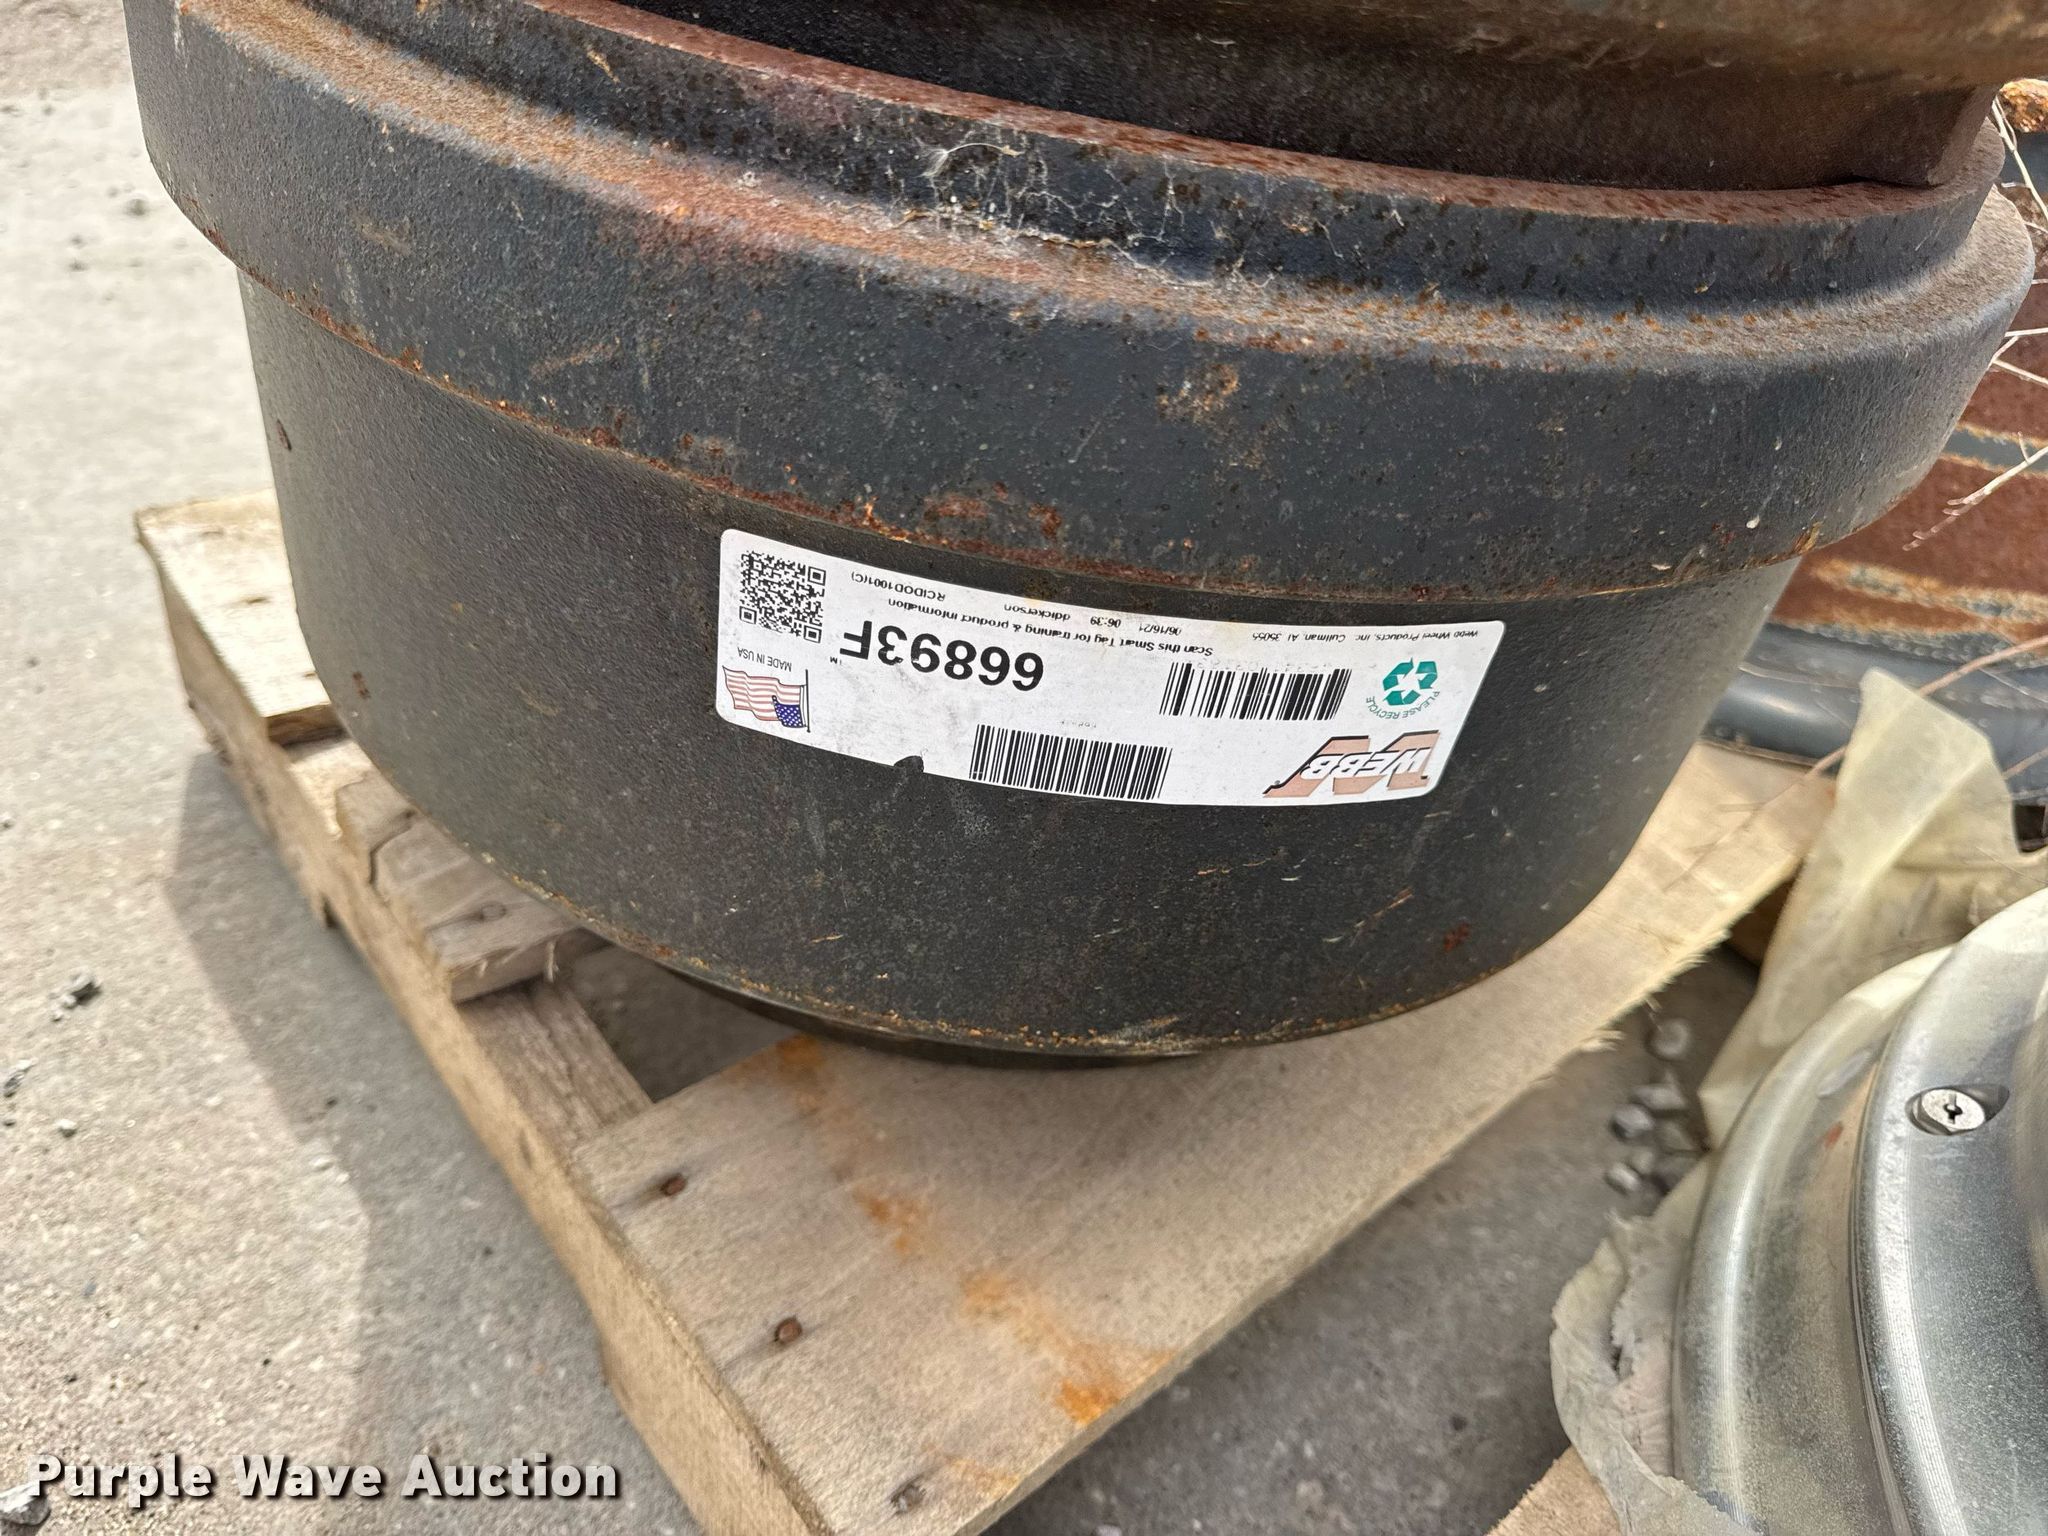 WEBB
PLEASE RECYCLE
66893F
™
MADE IN USA
Scan this Smart Tag for training & product information
Webb Wheel Products, Inc. Cullman, Al. 35055
06/16/21 06:39 ddickerson RCIDOD1001(C)
Purple Wave Auction